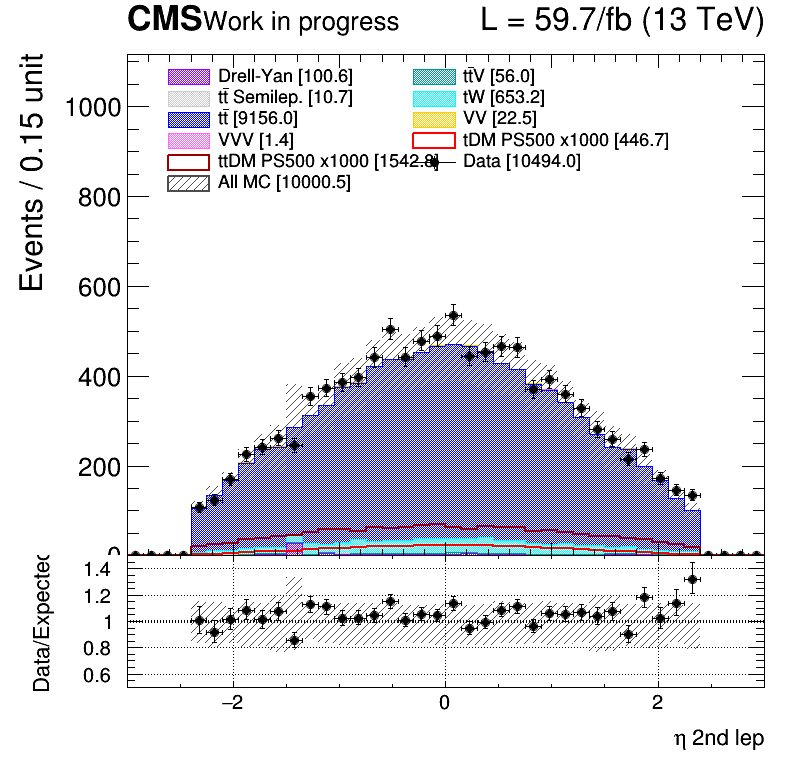 CMS Work in progress L = 59.7/fb (13 TeV)
Events / 0.15 unit
1000
800
600
400
200
0
Drell-Yan [100.6] tt̄V [56.0]
tt̄ Semilep. [10.7] tW [653.2]
tt̄ [9156.0] VV [22.5]
VVV [1.4] tDM PS500 x1000 [446.7]
ttDM PS500 x1000 [1542.8] Data [10494.0]
All MC [10000.5]
Data/Expected
1.4
1.2
1
0.8
0.6
−2 0 2
η 2nd lep